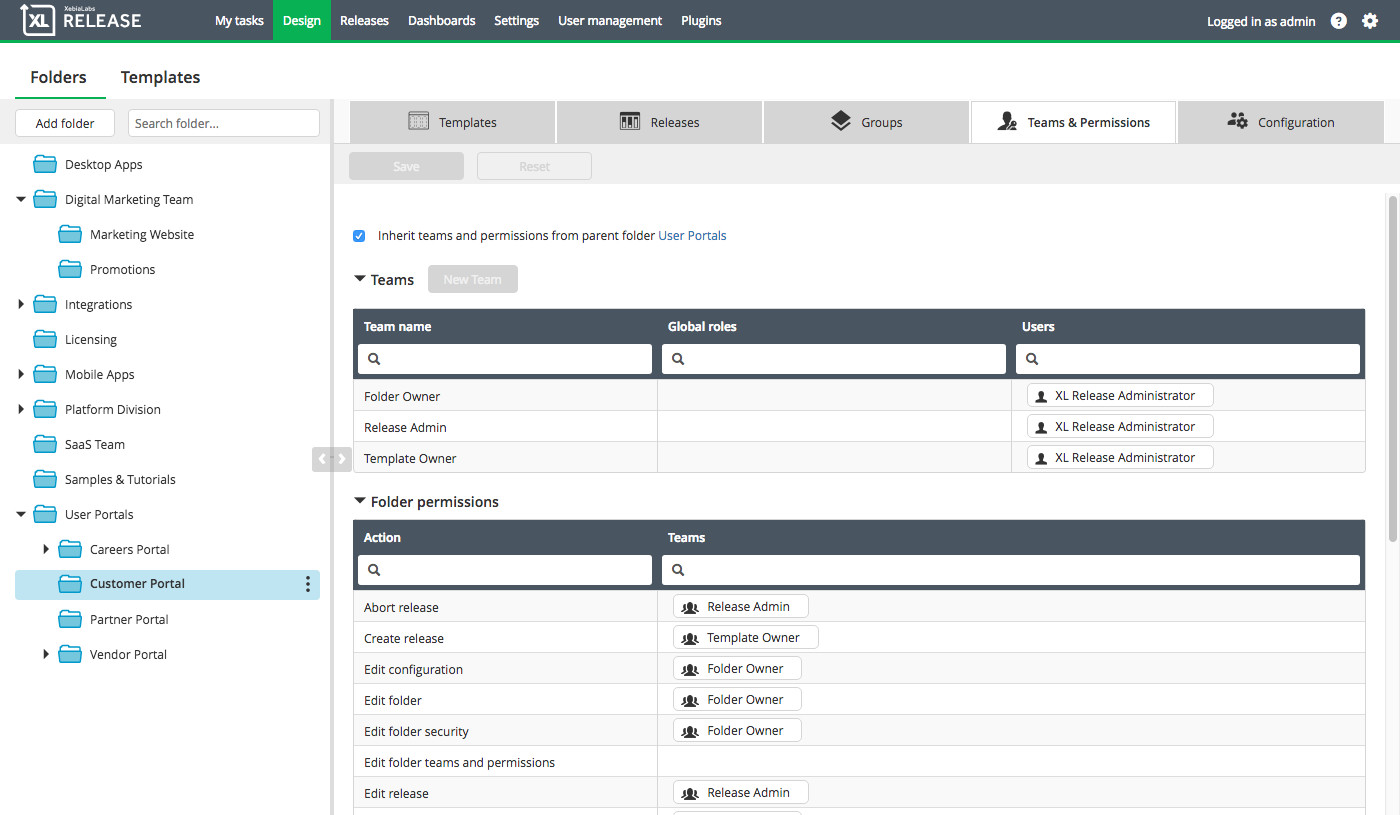 XebiaLabs
XL RELEASE
My tasks Design Releases Dashboards Settings User management Plugins Logged in as admin ?
Folders Templates
Add folder Search folder...
Templates Releases Groups Teams & Permissions Configuration
Save Reset
Desktop Apps
Digital Marketing Team
Marketing Website
Promotions
Integrations
Licensing
Mobile Apps
Platform Division
SaaS Team
Samples & Tutorials
User Portals
Careers Portal
Customer Portal
Partner Portal
Vendor Portal
Inherit teams and permissions from parent folder User Portals
Teams New Team
Team name Global roles Users
Folder Owner XL Release Administrator
Release Admin XL Release Administrator
Template Owner XL Release Administrator
Folder permissions
Action Teams
Abort release Release Admin
Create release Template Owner
Edit configuration Folder Owner
Edit folder Folder Owner
Edit folder security Folder Owner
Edit folder teams and permissions
Edit release Release Admin